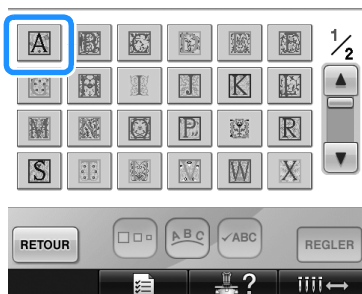 A B C D E F
1/2
G H I J K L
M N O P Q R
S T U V W X
RETOUR
ABC
✓ABC
REGLER
?